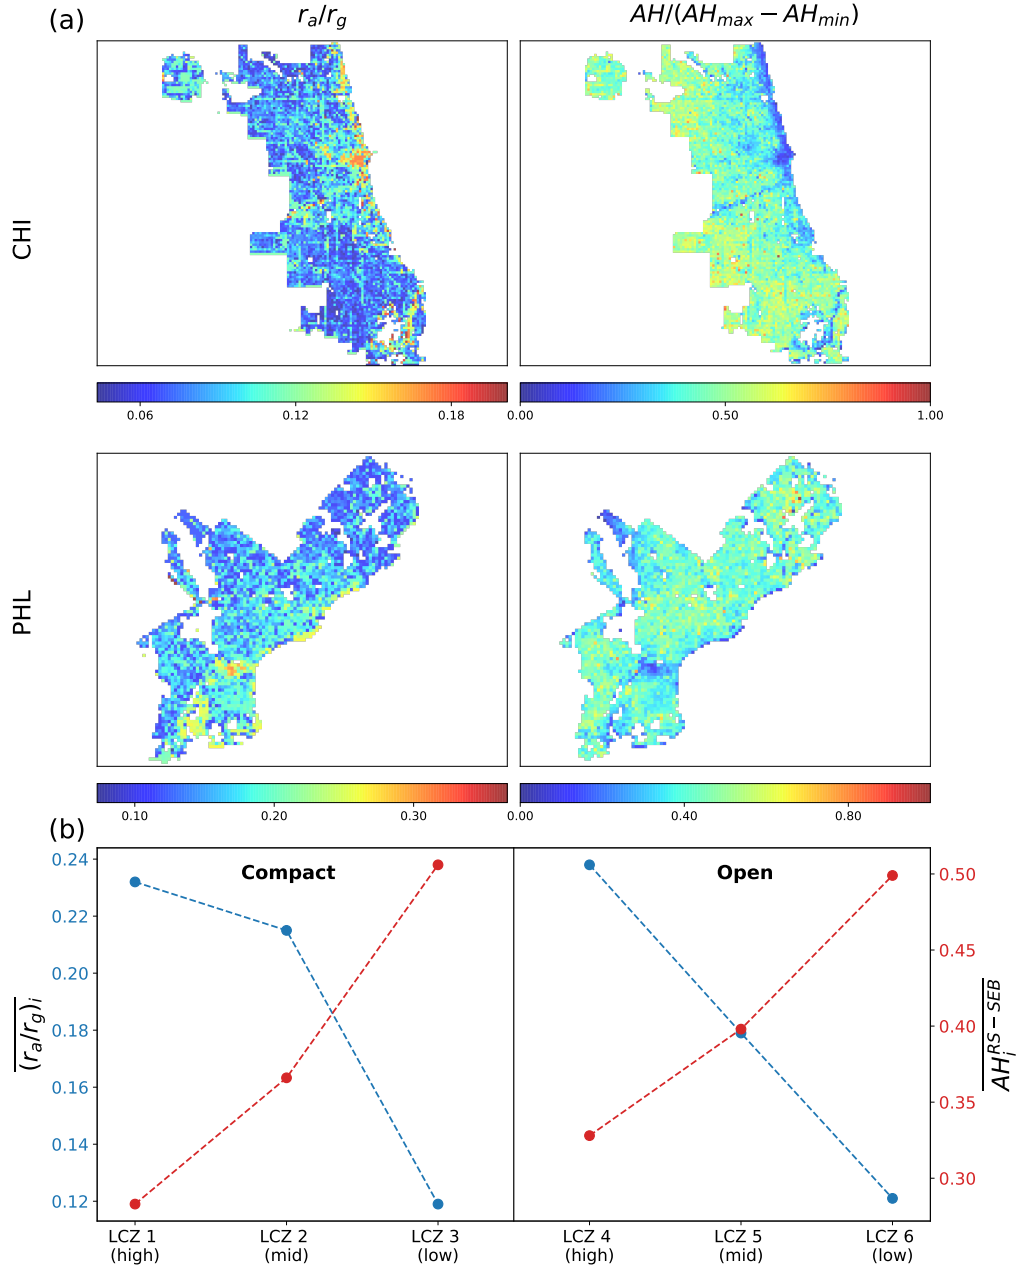 (a)
r_a/r_g
AH/(AH_max − AH_min)
CHI
0.06 0.12 0.18 0.00 0.50 1.00
PHL
0.10 0.20 0.30 0.00 0.40 0.80
(b)
Compact Open
0.24
0.22
0.20
0.18
0.16
0.14
0.12
(r_a/r_g)_i
0.50
0.45
0.40
0.35
0.30
AH_i^{RS−SEB}
LCZ 1 LCZ 2 LCZ 3 LCZ 4 LCZ 5 LCZ 6
(high) (mid) (low) (high) (mid) (low)